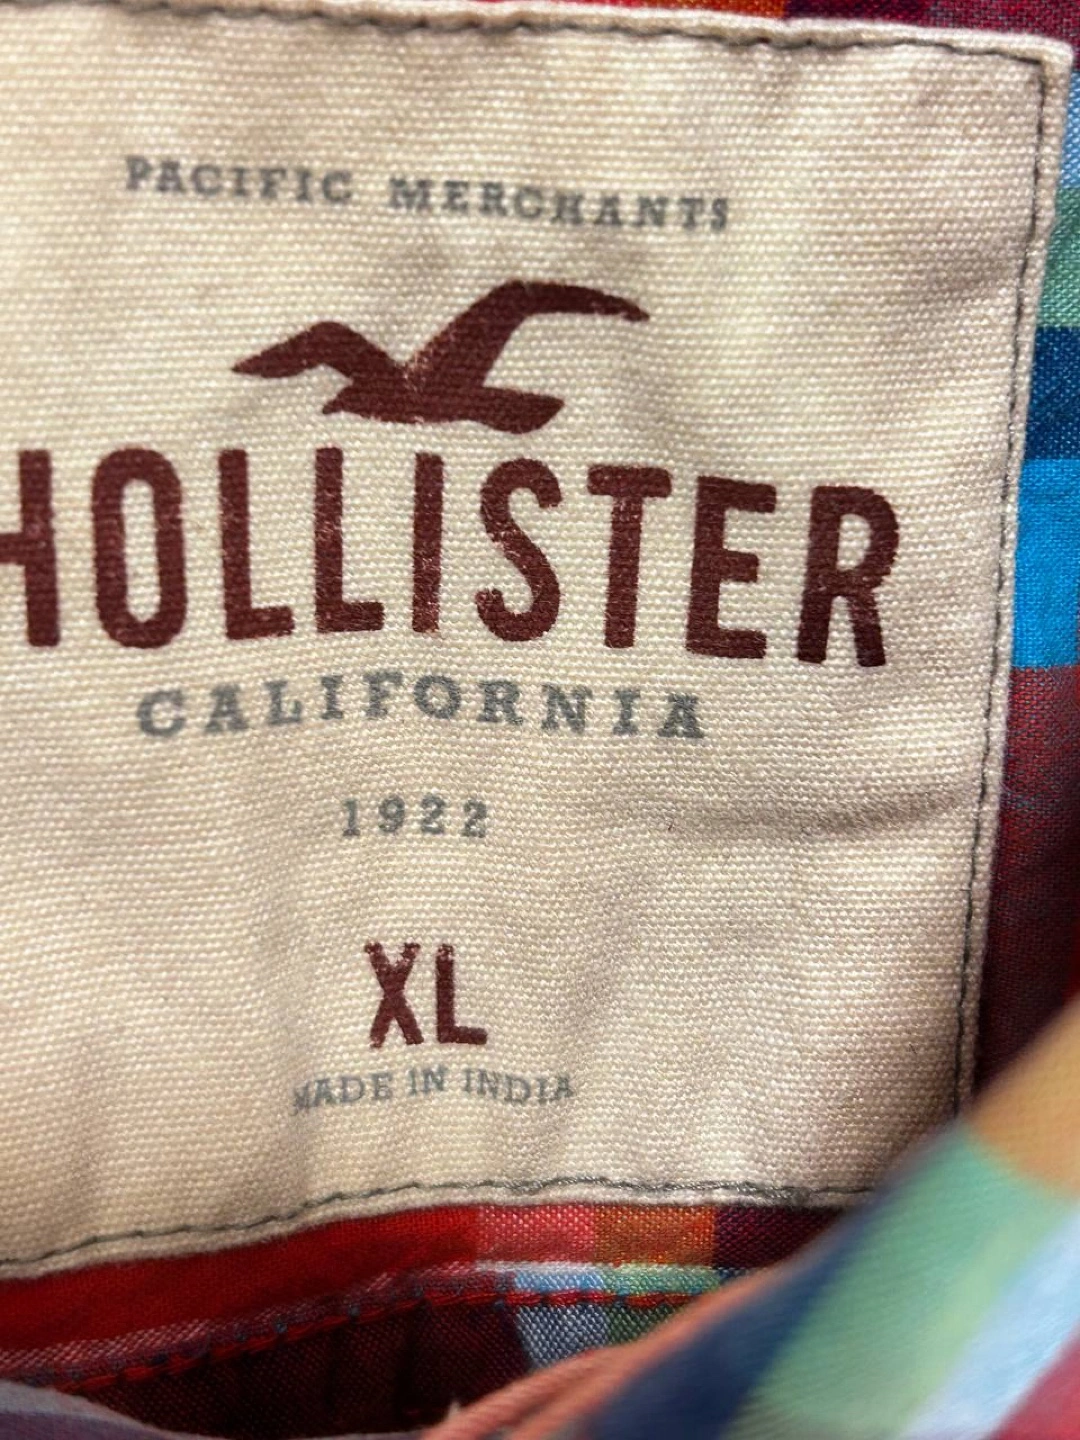 PACIFIC MERCHANTS
HOLLISTER
CALIFORNIA
1922
XL
MADE IN INDIA